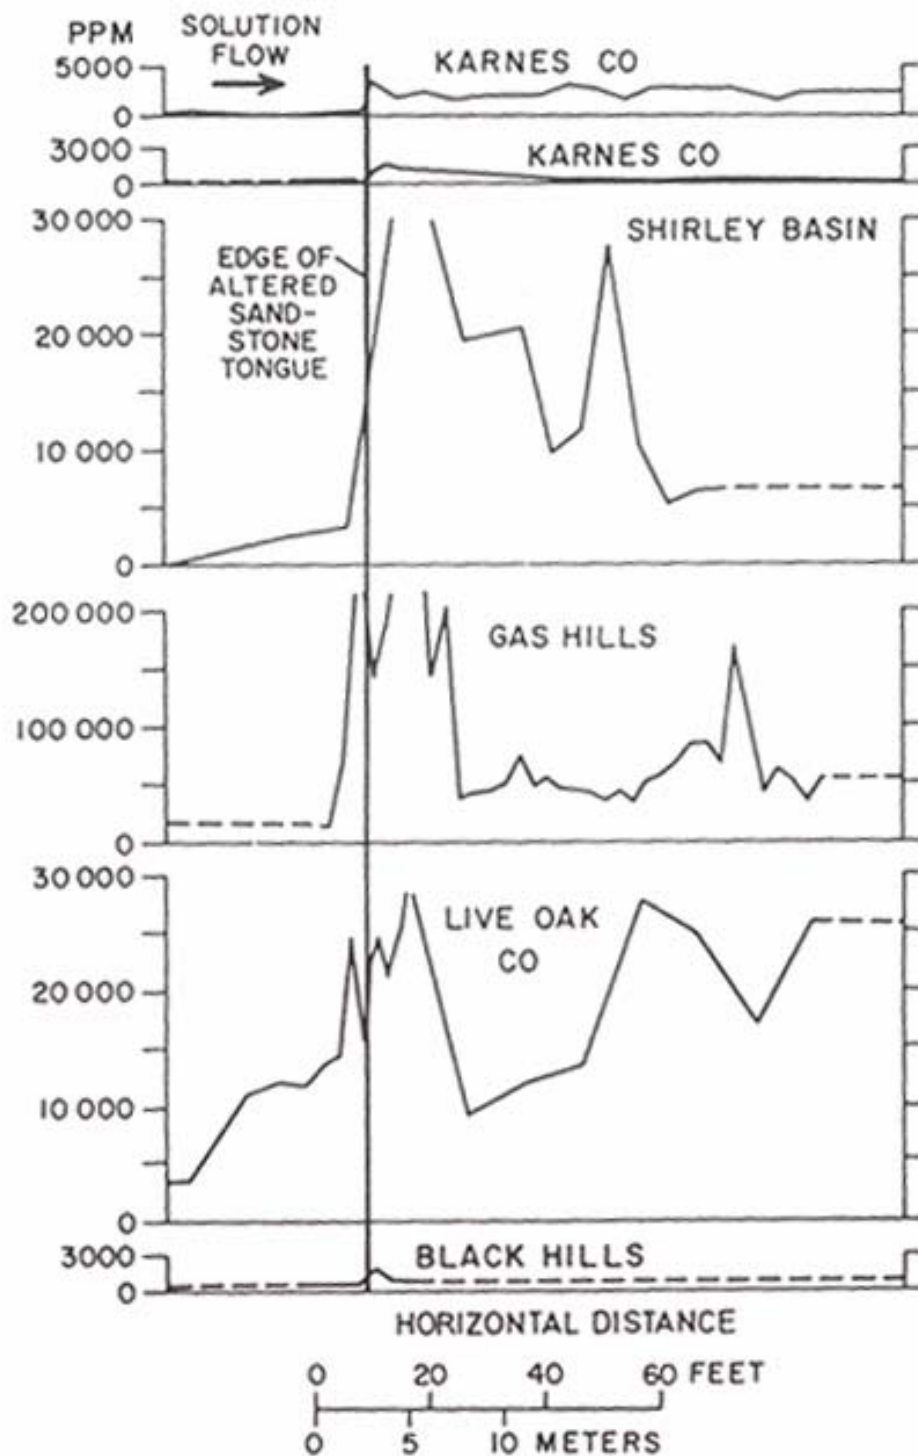 PPM
SOLUTION
FLOW
5000
0
KARNES CO
3000
0
KARNES CO
30 000
20 000
10 000
0
SHIRLEY BASIN
EDGE OF
ALTERED
SAND-
STONE
TONGUE
200 000
100 000
0
GAS HILLS
30 000
20 000
10 000
0
LIVE OAK
CO
3000
0
BLACK HILLS
HORIZONTAL DISTANCE
0 20 40 60 FEET
0 5 10 METERS